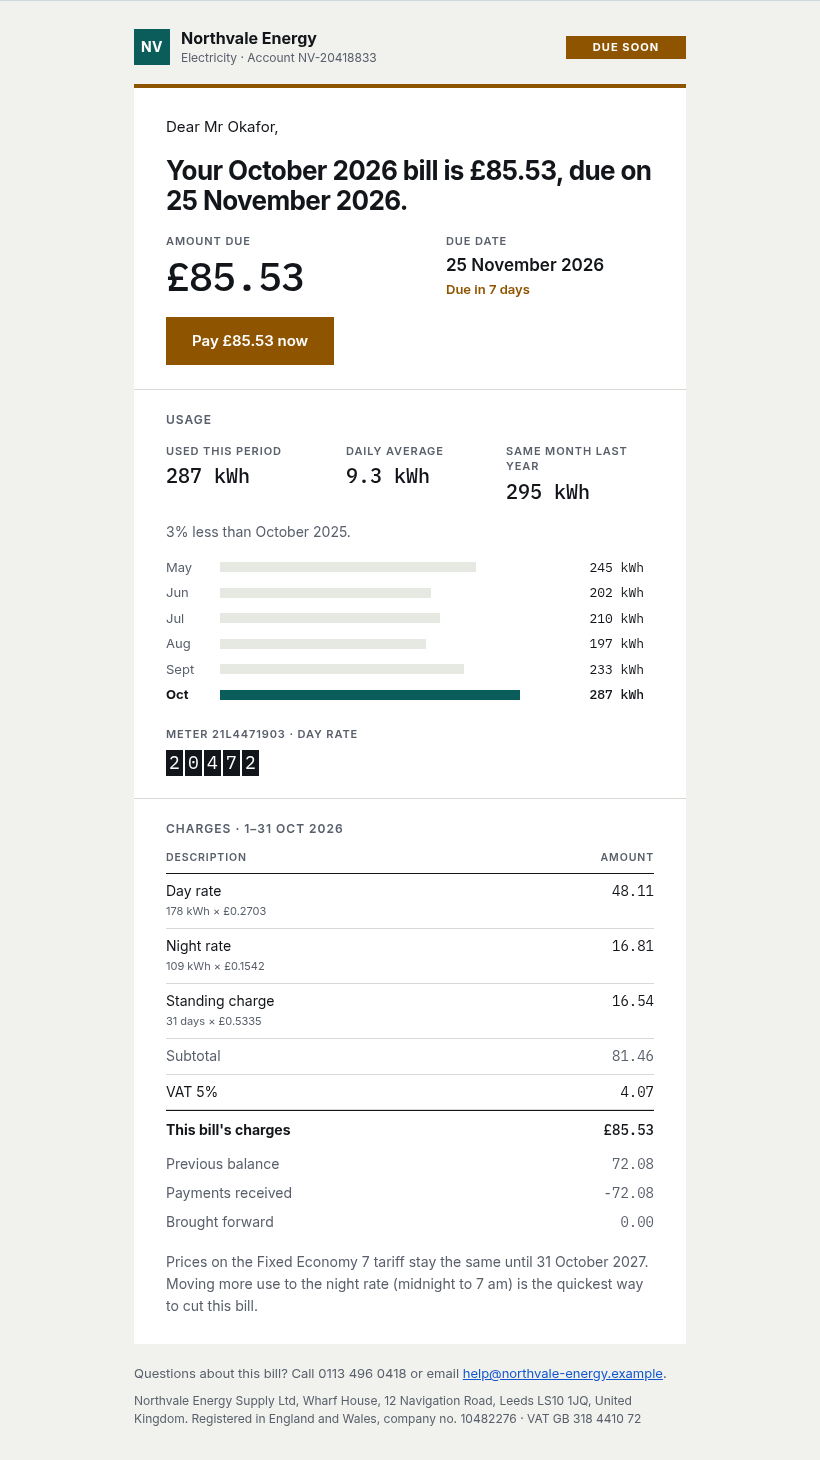 NV
Northvale Energy
Electricity · Account NV-20418833
DUE SOON
Dear Mr Okafor,
Your October 2026 bill is £85.53, due on
25 November 2026.
AMOUNT DUE
£85.53
DUE DATE
25 November 2026
Due in 7 days
Pay £85.53 now
USAGE
USED THIS PERIOD
287 kWh
DAILY AVERAGE
9.3 kWh
SAME MONTH LAST
YEAR
295 kWh
3% less than October 2025.
May 245 kWh
Jun 202 kWh
Jul 210 kWh
Aug 197 kWh
Sept 233 kWh
Oct 287 kWh
METER 21L4471903 · DAY RATE
20472
CHARGES · 1–31 OCT 2026
DESCRIPTION AMOUNT
Day rate 48.11
178 kWh × £0.2703
Night rate 16.81
109 kWh × £0.1542
Standing charge 16.54
31 days × £0.5335
Subtotal 81.46
VAT 5% 4.07
This bill's charges £85.53
Previous balance 72.08
Payments received -72.08
Brought forward 0.00
Prices on the Fixed Economy 7 tariff stay the same until 31 October 2027.
Moving more use to the night rate (midnight to 7 am) is the quickest way
to cut this bill.
Questions about this bill? Call 0113 496 0418 or email help@northvale-energy.example.
Northvale Energy Supply Ltd, Wharf House, 12 Navigation Road, Leeds LS10 1JQ, United
Kingdom. Registered in England and Wales, company no. 10482276 · VAT GB 318 4410 72